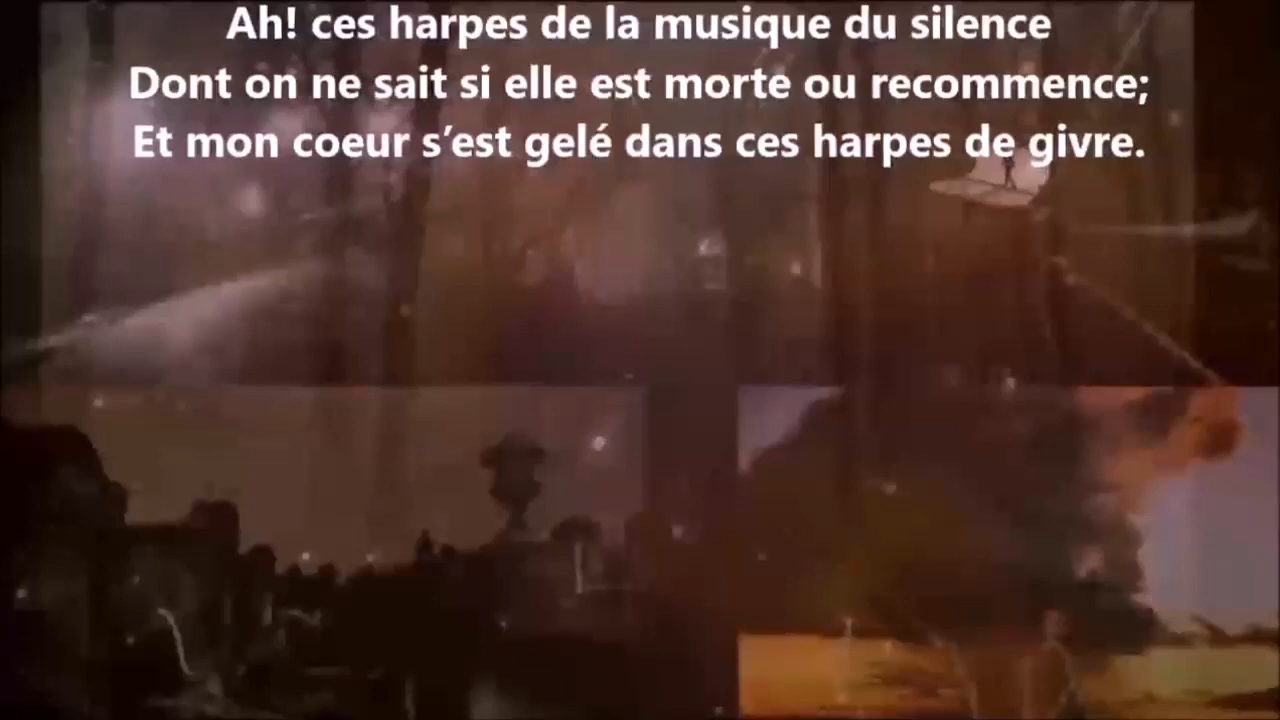 Ah! ces harpes de la musique du silence
Dont on ne sait si elle est morte ou recommence;
Et mon coeur s’est gelé dans ces harpes de givre.